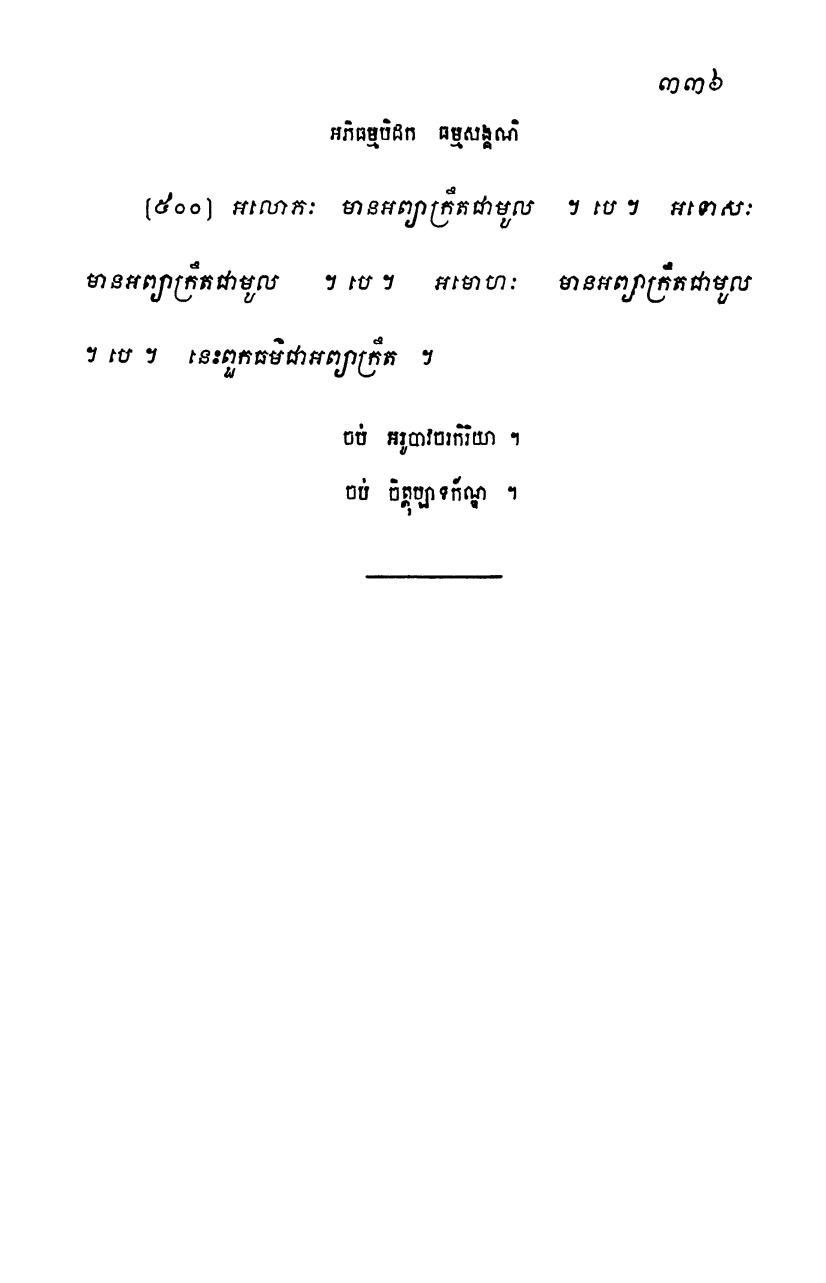 ៣៣៦
អភិធម្មបិដក ធម្មសង្គណិ
(៥០០) អលោភៈ មានអព្យាក្រឹតជាមូល ។ បេ ។ អទោសៈ
មានអព្យាក្រឹតជាមូល ។ បេ ។ អមោហៈ មានអព្យាក្រឹតជាមូល
។ បេ ។ នេះពួកធម៌ជាអព្យាក្រឹត ។
ចប់ អរូបាវចរកិរិយា ។
ចប់ ចិត្តុប្បាទកណ្ឌ ។